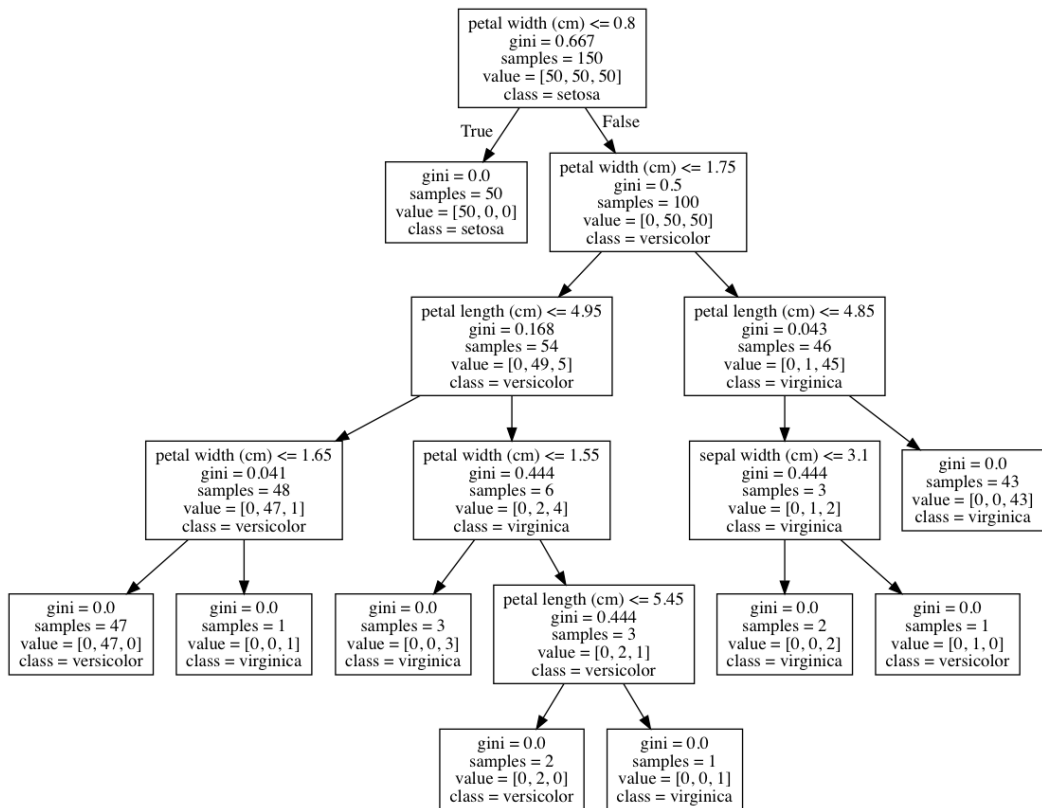 petal width (cm) <= 0.8
gini = 0.667
samples = 150
value = [50, 50, 50]
class = setosa
True
False
gini = 0.0
samples = 50
value = [50, 0, 0]
class = setosa
petal width (cm) <= 1.75
gini = 0.5
samples = 100
value = [0, 50, 50]
class = versicolor
petal length (cm) <= 4.95
gini = 0.168
samples = 54
value = [0, 49, 5]
class = versicolor
petal length (cm) <= 4.85
gini = 0.043
samples = 46
value = [0, 1, 45]
class = virginica
petal width (cm) <= 1.65
gini = 0.041
samples = 48
value = [0, 47, 1]
class = versicolor
petal width (cm) <= 1.55
gini = 0.444
samples = 6
value = [0, 2, 4]
class = virginica
sepal width (cm) <= 3.1
gini = 0.444
samples = 3
value = [0, 1, 2]
class = virginica
gini = 0.0
samples = 43
value = [0, 0, 43]
class = virginica
gini = 0.0
samples = 47
value = [0, 47, 0]
class = versicolor
gini = 0.0
samples = 1
value = [0, 0, 1]
class = virginica
gini = 0.0
samples = 3
value = [0, 0, 3]
class = virginica
petal length (cm) <= 5.45
gini = 0.444
samples = 3
value = [0, 2, 1]
class = versicolor
gini = 0.0
samples = 2
value = [0, 0, 2]
class = virginica
gini = 0.0
samples = 1
value = [0, 1, 0]
class = versicolor
gini = 0.0
samples = 2
value = [0, 2, 0]
class = versicolor
gini = 0.0
samples = 1
value = [0, 0, 1]
class = virginica